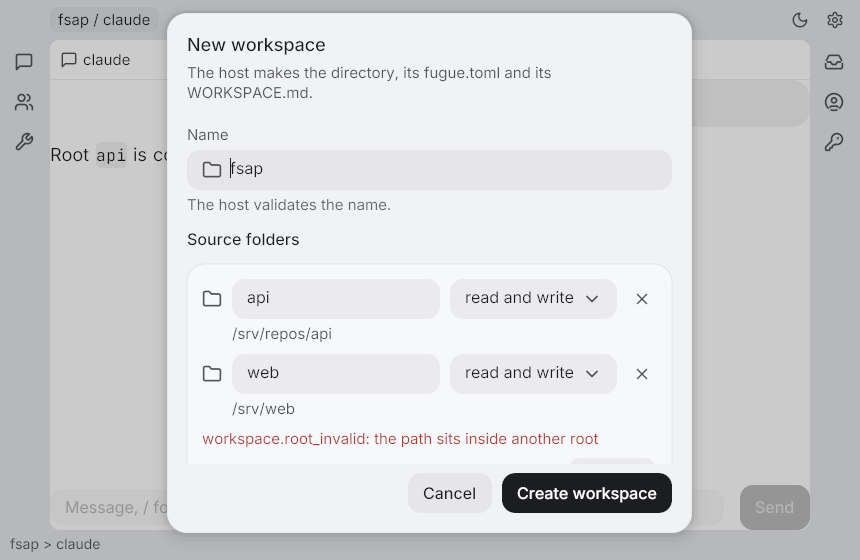 fsap / claude
claude
Root api is co
New workspace
The host makes the directory, its fugue.toml and its
WORKSPACE.md.
Name
fsap
The host validates the name.
Source folders
api
read and write
/srv/repos/api
web
read and write
/srv/web
workspace.root_invalid: the path sits inside another root
Cancel
Create workspace
Message, / fo
Send
fsap > claude